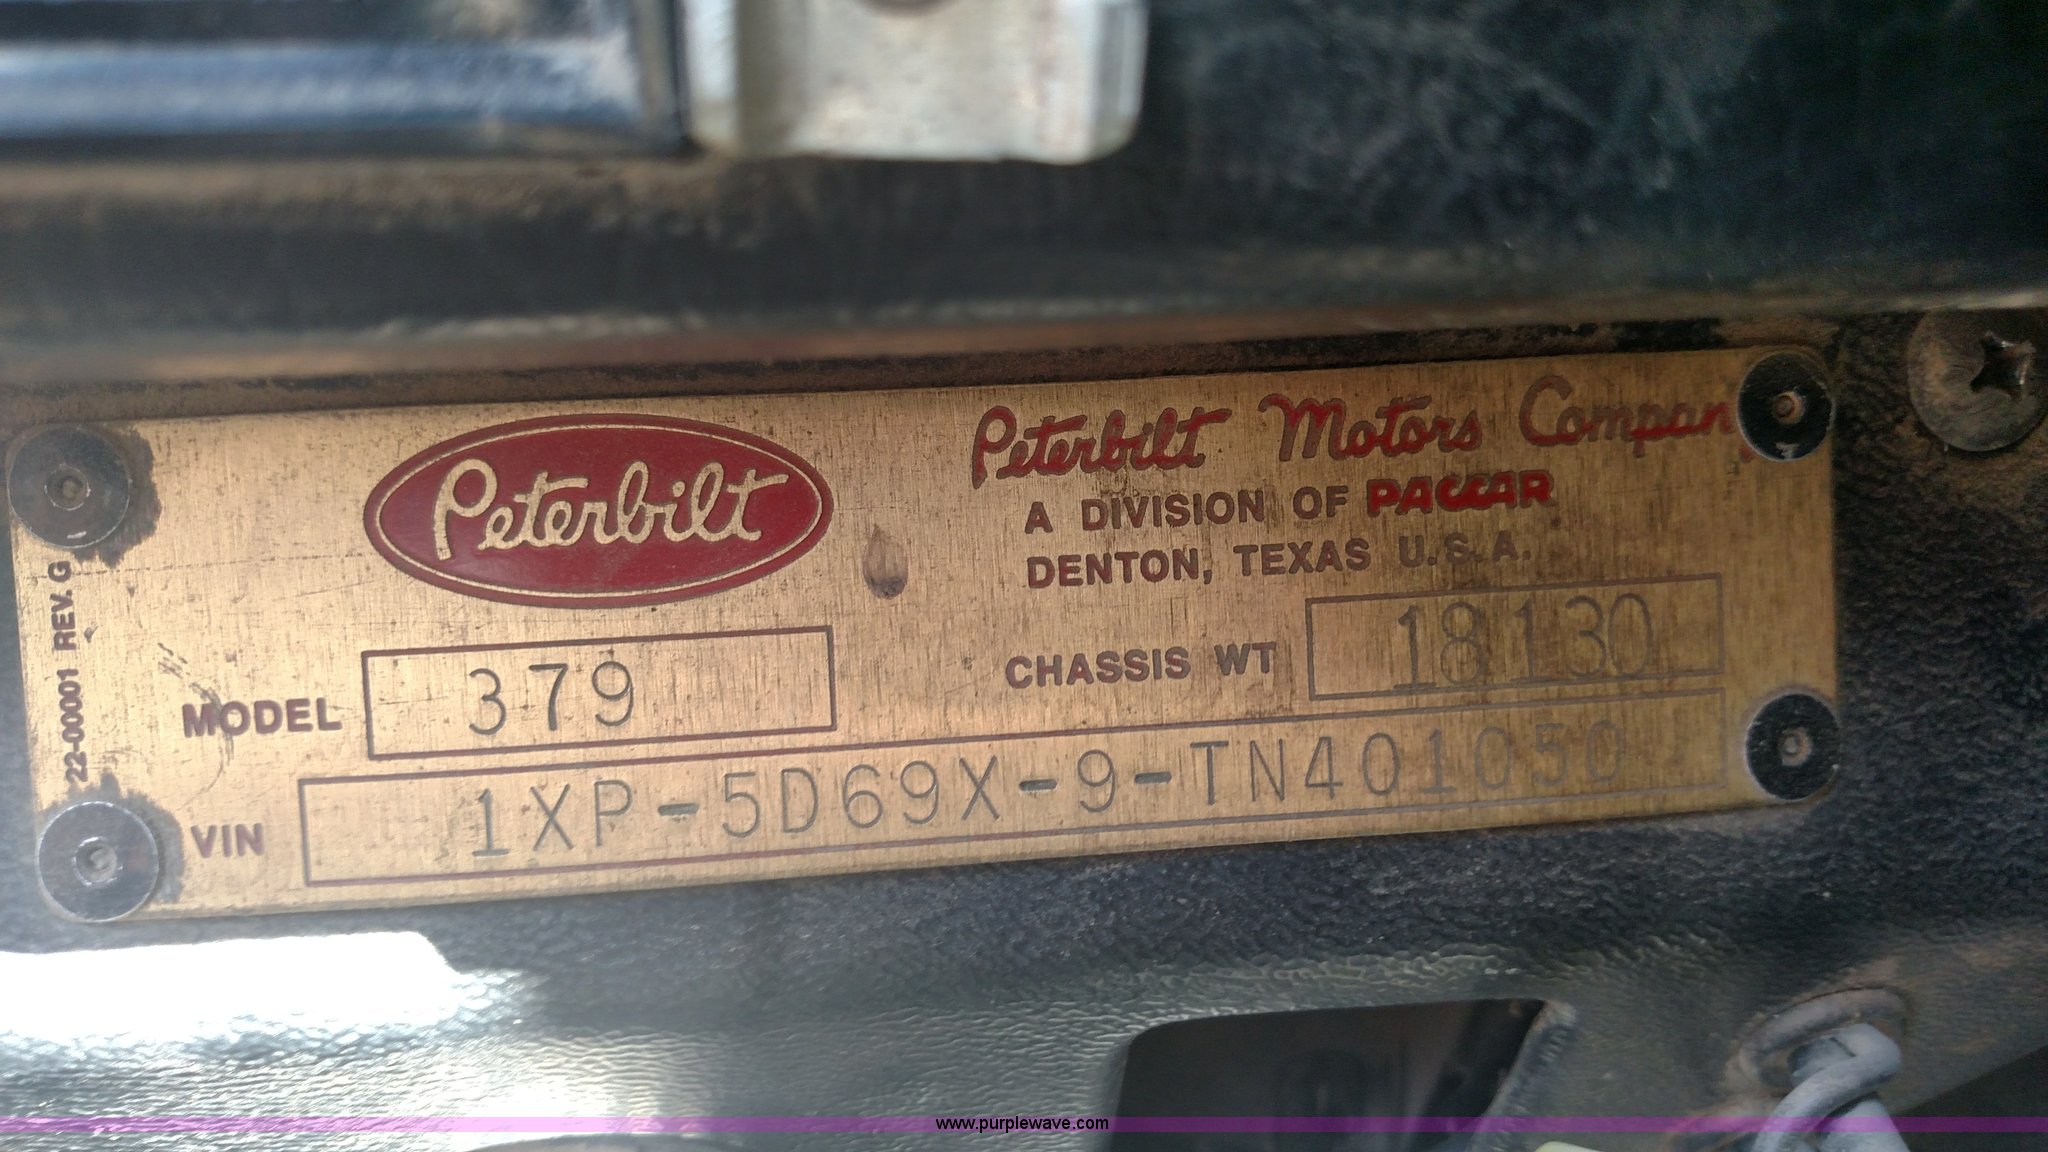 Peterbilt
Peterbilt Motors Company
A DIVISION OF PACCAR
DENTON, TEXAS U.S.A.
22-00001 REV. G
MODEL 379
CHASSIS WT 18130
VIN 1XP-5D69X-9-TN401050
www.purplewave.com